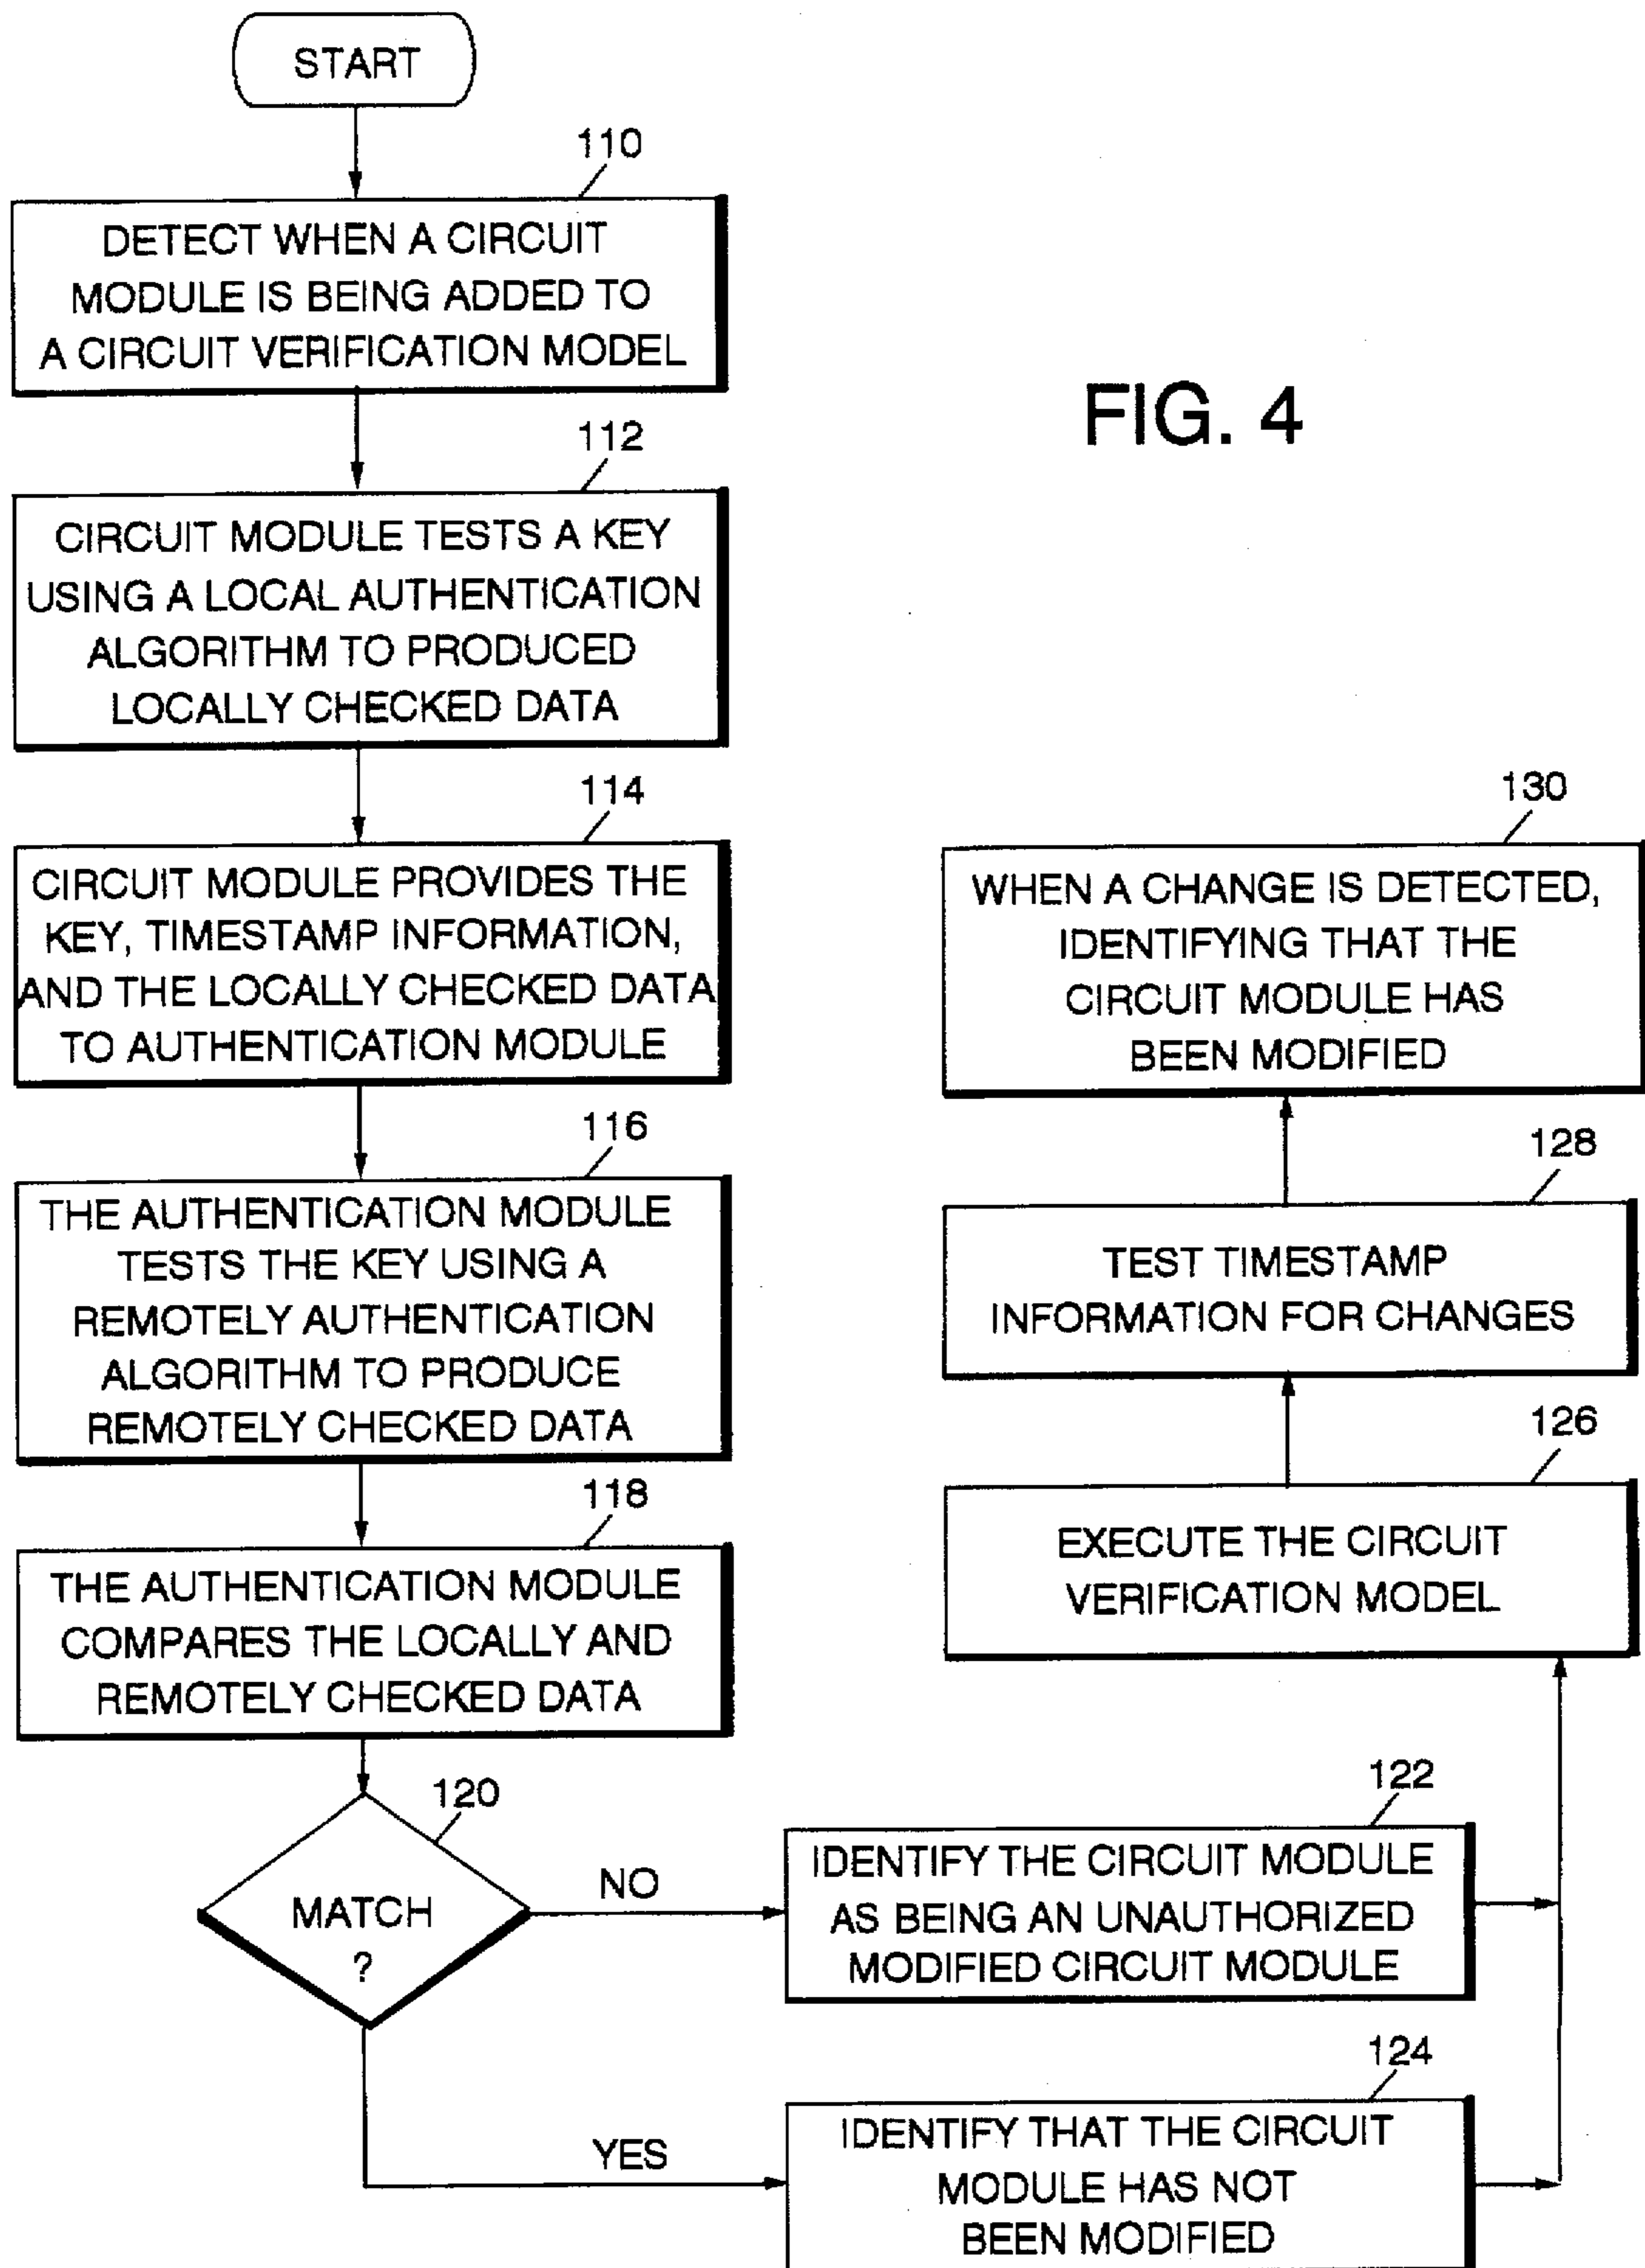 START
110
DETECT WHEN A CIRCUIT
MODULE IS BEING ADDED TO
A CIRCUIT VERIFICATION MODEL
FIG. 4
112
CIRCUIT MODULE TESTS A KEY
USING A LOCAL AUTHENTICATION
ALGORITHM TO PRODUCED
LOCALLY CHECKED DATA
114
CIRCUIT MODULE PROVIDES THE
KEY, TIMESTAMP INFORMATION,
AND THE LOCALLY CHECKED DATA
TO AUTHENTICATION MODULE
116
THE AUTHENTICATION MODULE
TESTS THE KEY USING A
REMOTELY AUTHENTICATION
ALGORITHM TO PRODUCE
REMOTELY CHECKED DATA
118
THE AUTHENTICATION MODULE
COMPARES THE LOCALLY AND
REMOTELY CHECKED DATA
120
MATCH
?
NO
122
IDENTIFY THE CIRCUIT MODULE
AS BEING AN UNAUTHORIZED
MODIFIED CIRCUIT MODULE
YES
124
IDENTIFY THAT THE CIRCUIT
MODULE HAS NOT
BEEN MODIFIED
126
EXECUTE THE CIRCUIT
VERIFICATION MODEL
128
TEST TIMESTAMP
INFORMATION FOR CHANGES
130
WHEN A CHANGE IS DETECTED,
IDENTIFYING THAT THE
CIRCUIT MODULE HAS
BEEN MODIFIED